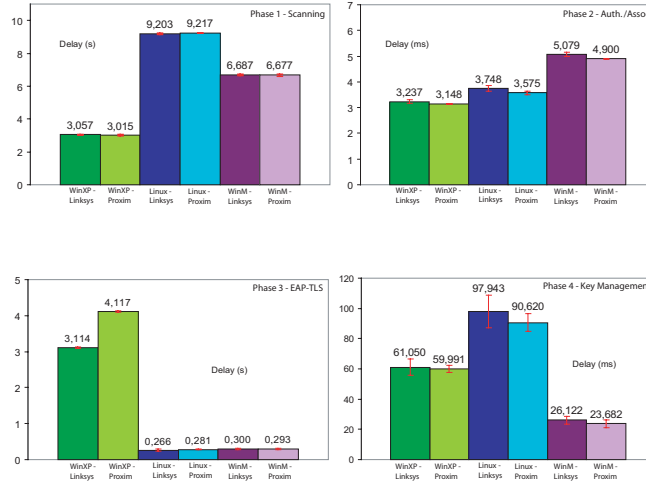 Phase 1 - Scanning
Delay (s)
10
8
6
4
2
0
3,057
3,015
9,203
9,217
6,687
6,677
WinXP - Linksys
WinXP - Proxim
Linux - Linksys
Linux - Proxim
WinM - Linksys
WinM - Proxim
Phase 2 - Auth./Asso
Delay (ms)
7
6
5
4
3
2
1
0
3,237
3,148
3,748
3,575
5,079
4,900
WinXP - Linksys
WinXP - Proxim
Linux - Linksys
Linux - Proxim
WinM - Linksys
WinM - Proxim
Phase 3 - EAP-TLS
Delay (s)
5
4
3
2
1
0
3,114
4,117
0,266
0,281
0,300
0,293
WinXP - Linksys
WinXP - Proxim
Linux - Linksys
Linux - Proxim
WinM - Linksys
WinM - Proxim
Phase 4 - Key Management
Delay (ms)
120
100
80
60
40
20
0
61,050
59,991
97,943
90,620
26,122
23,682
WinXP - Linksys
WinXP - Proxim
Linux - Linksys
Linux - Proxim
WinM - Linksys
WinM - Proxim